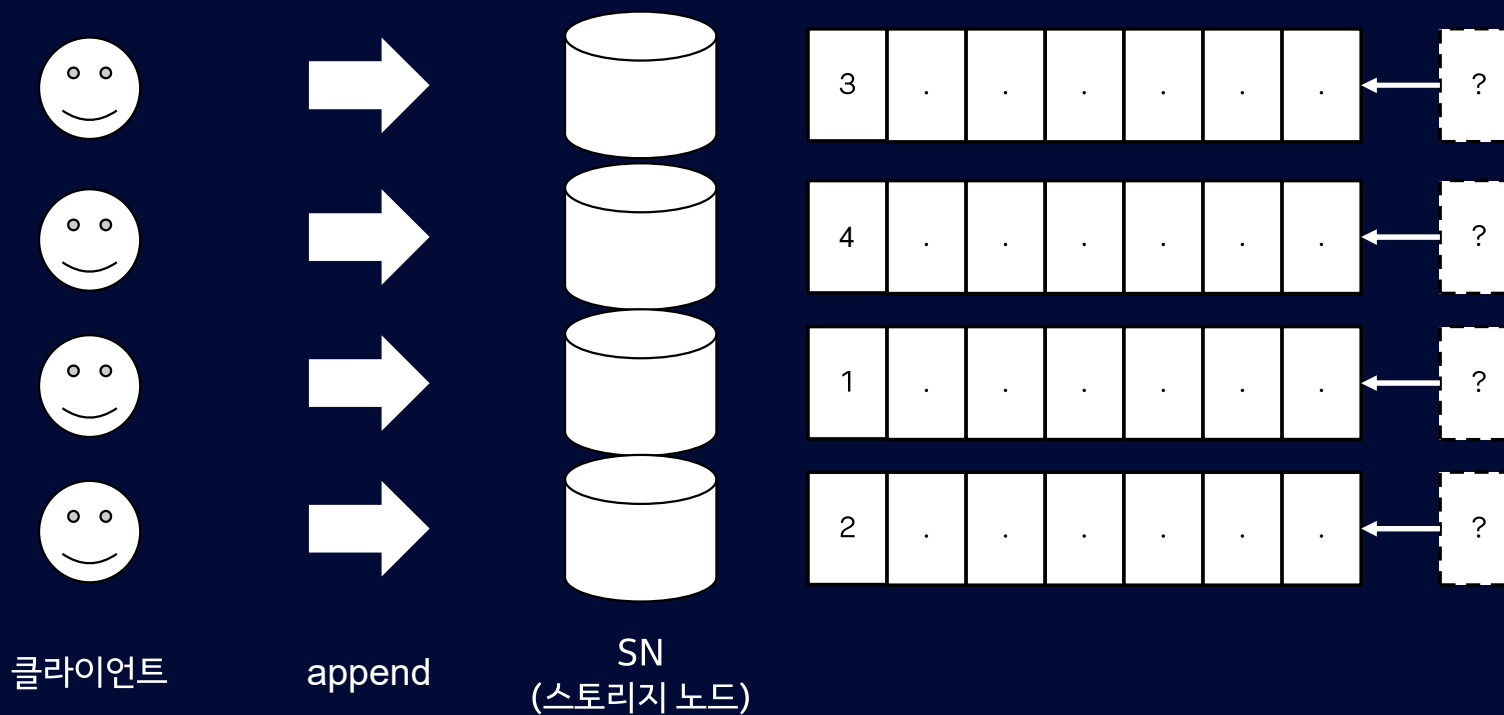 3 . . . . . . ?
4 . . . . . . ?
1 . . . . . . ?
2 . . . . . . ?
클라이언트
append
SN
(스토리지 노드)